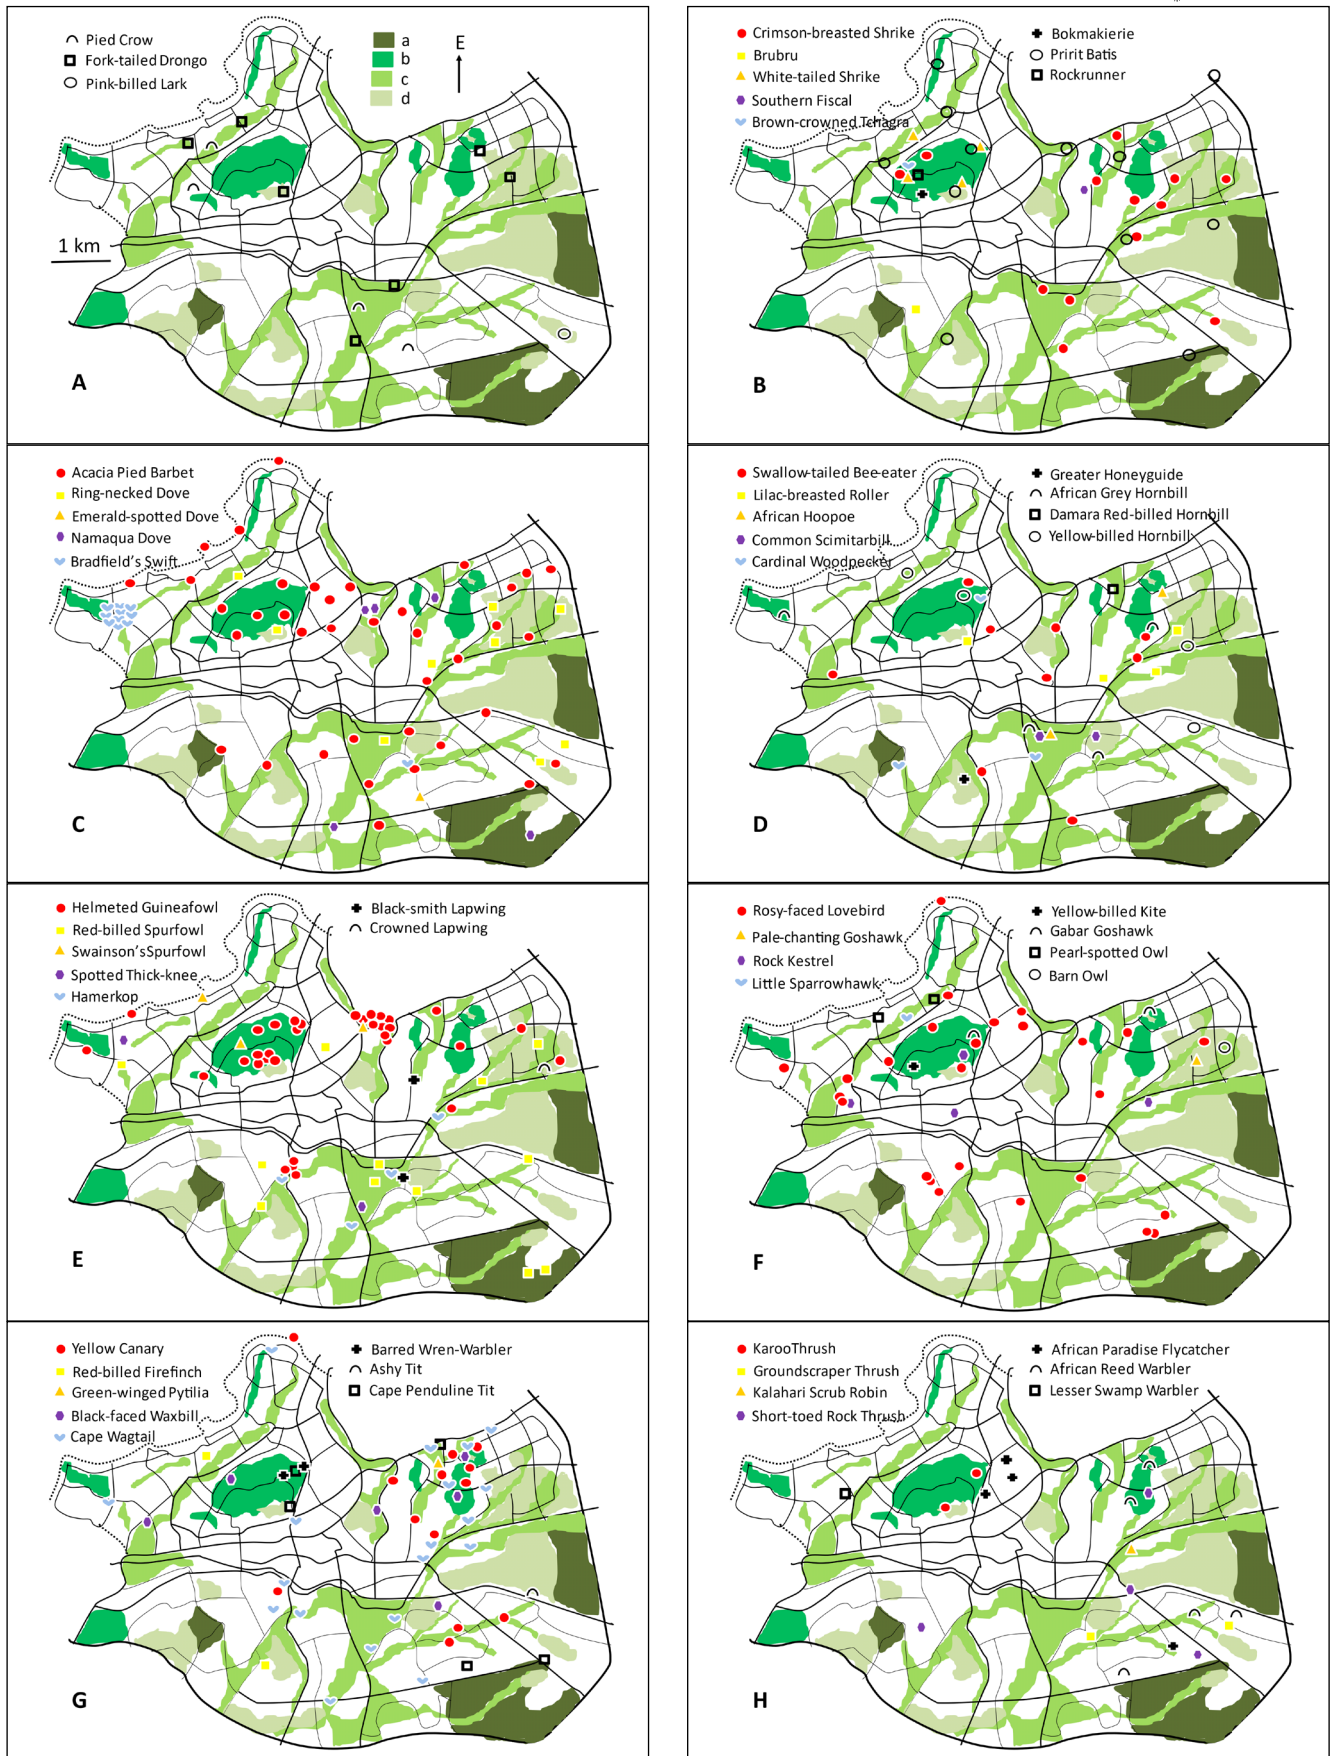 Pied Crow
Fork-tailed Drongo
Pink-billed Lark
a
b
c
d
E
1 km
A
Crimson-breasted Shrike
Brubru
White-tailed Shrike
Southern Fiscal
Brown-crowned Tchagra
Bokmakierie
Pririt Batis
Rockrunner
B
Acacia Pied Barbet
Ring-necked Dove
Emerald-spotted Dove
Namaqua Dove
Bradfield's Swift
C
Swallow-tailed Bee-eater
Lilac-breasted Roller
African Hoopoe
Common Scimitarbill
Cardinal Woodpecker
Greater Honeyguide
African Grey Hornbill
Damara Red-billed Hornbill
Yellow-billed Hornbill
D
Helmeted Guineafowl
Red-billed Spurfowl
Swainson'sSpurfowl
Spotted Thick-knee
Hamerkop
Black-smith Lapwing
Crowned Lapwing
E
Rosy-faced Lovebird
Pale-chanting Goshawk
Rock Kestrel
Little Sparrowhawk
Yellow-billed Kite
Gabar Goshawk
Pearl-spotted Owl
Barn Owl
F
Yellow Canary
Red-billed Firefinch
Green-winged Pytilia
Black-faced Waxbill
Cape Wagtail
Barred Wren-Warbler
Ashy Tit
Cape Penduline Tit
G
KarooThrush
Groundscraper Thrush
Kalahari Scrub Robin
Short-toed Rock Thrush
African Paradise Flycatcher
African Reed Warbler
Lesser Swamp Warbler
H